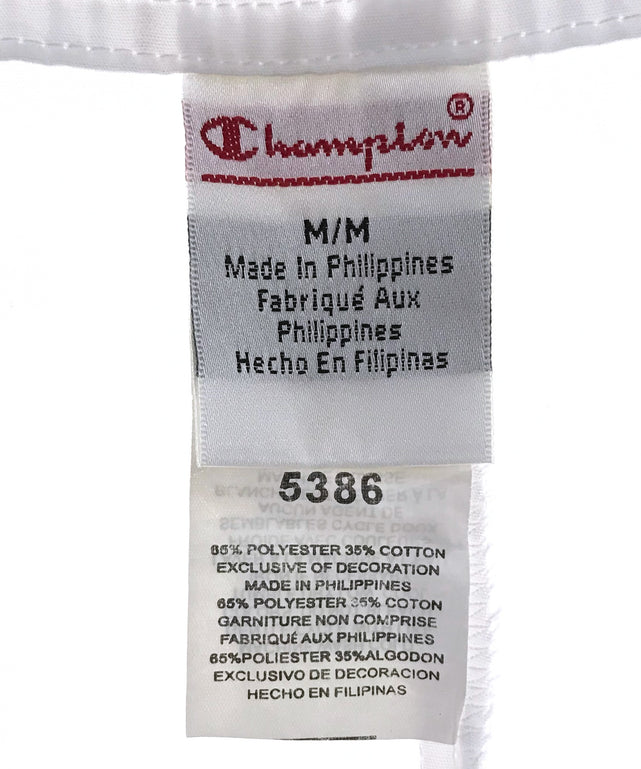 Champion®
M/M
Made In Philippines
Fabriqué Aux
Philippines
Hecho En Filipinas
5386
65% POLYESTER 35% COTTON
EXCLUSIVE OF DECORATION
MADE IN PHILIPPINES
65% POLYESTER 35% COTON
GARNITURE NON COMPRISE
FABRIQUÉ AUX PHILIPPINES
65%POLIESTER 35%ALGODON
EXCLUSIVO DE DECORACION
HECHO EN FILIPINAS